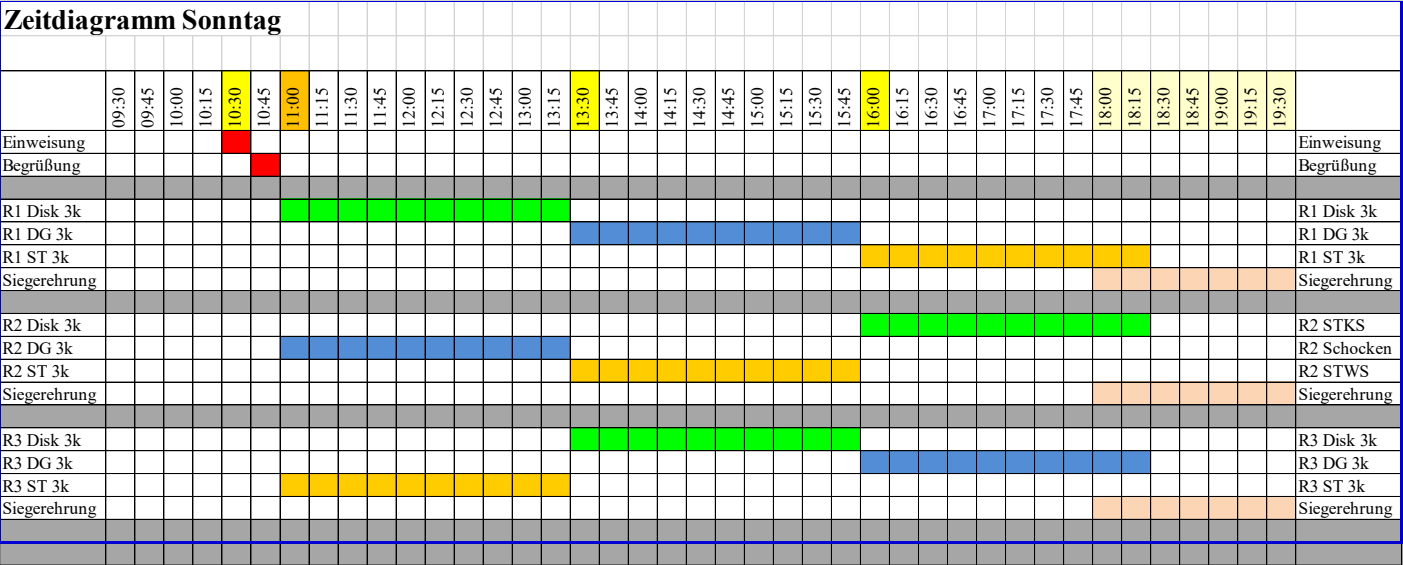 Zeitdiagramm Sonntag
09:30 09:45 10:00 10:15 10:30 10:45 11:00 11:15 11:30 11:45 12:00 12:15 12:30 12:45 13:00 13:15 13:30 13:45 14:00 14:15 14:30 14:45 15:00 15:15 15:30 15:45 16:00 16:15 16:30 16:45 17:00 17:15 17:30 17:45 18:00 18:15 18:30 18:45 19:00 19:15 19:30
Einweisung Einweisung
Begrüßung Begrüßung
R1 Disk 3k R1 Disk 3k
R1 DG 3k R1 DG 3k
R1 ST 3k R1 ST 3k
Siegerehrung Siegerehrung
R2 Disk 3k R2 STKS
R2 DG 3k R2 Schocken
R2 ST 3k R2 STWS
Siegerehrung Siegerehrung
R3 Disk 3k R3 Disk 3k
R3 DG 3k R3 DG 3k
R3 ST 3k R3 ST 3k
Siegerehrung Siegerehrung